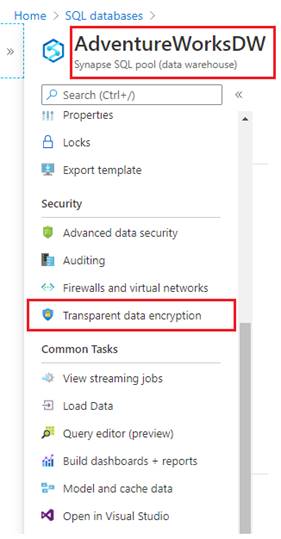 Home > SQL databases >
»
AdventureWorksDW
Synapse SQL pool (data warehouse)
Search (Ctrl+/)
«
Properties
Locks
Export template
Security
Advanced data security
Auditing
Firewalls and virtual networks
Transparent data encryption
Common Tasks
View streaming jobs
Load Data
Query editor (preview)
Build dashboards + reports
Model and cache data
Open in Visual Studio